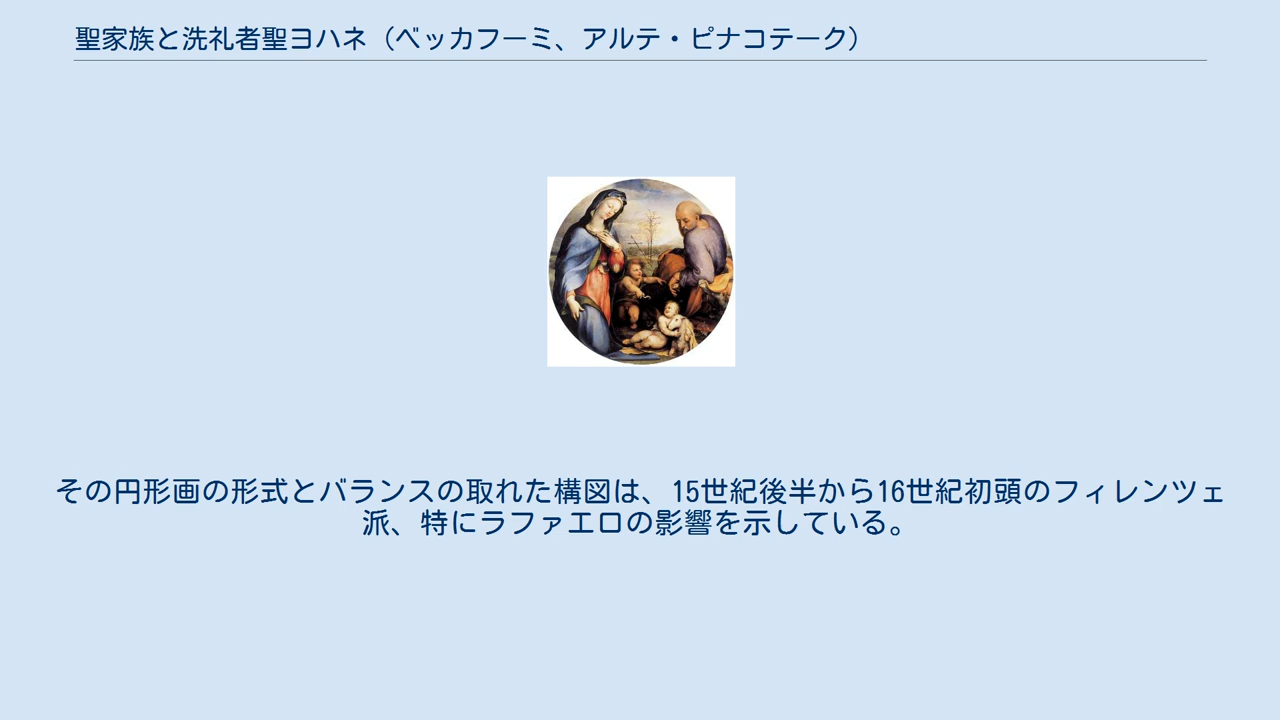 聖家族と洗礼者聖ヨハネ（ベッカフーミ、アルテ・ピナコテーク）
その円形画の形式とバランスの取れた構図は、15世紀後半から16世紀初頭のフィレンツェ
派、特にラファエロの影響を示している。